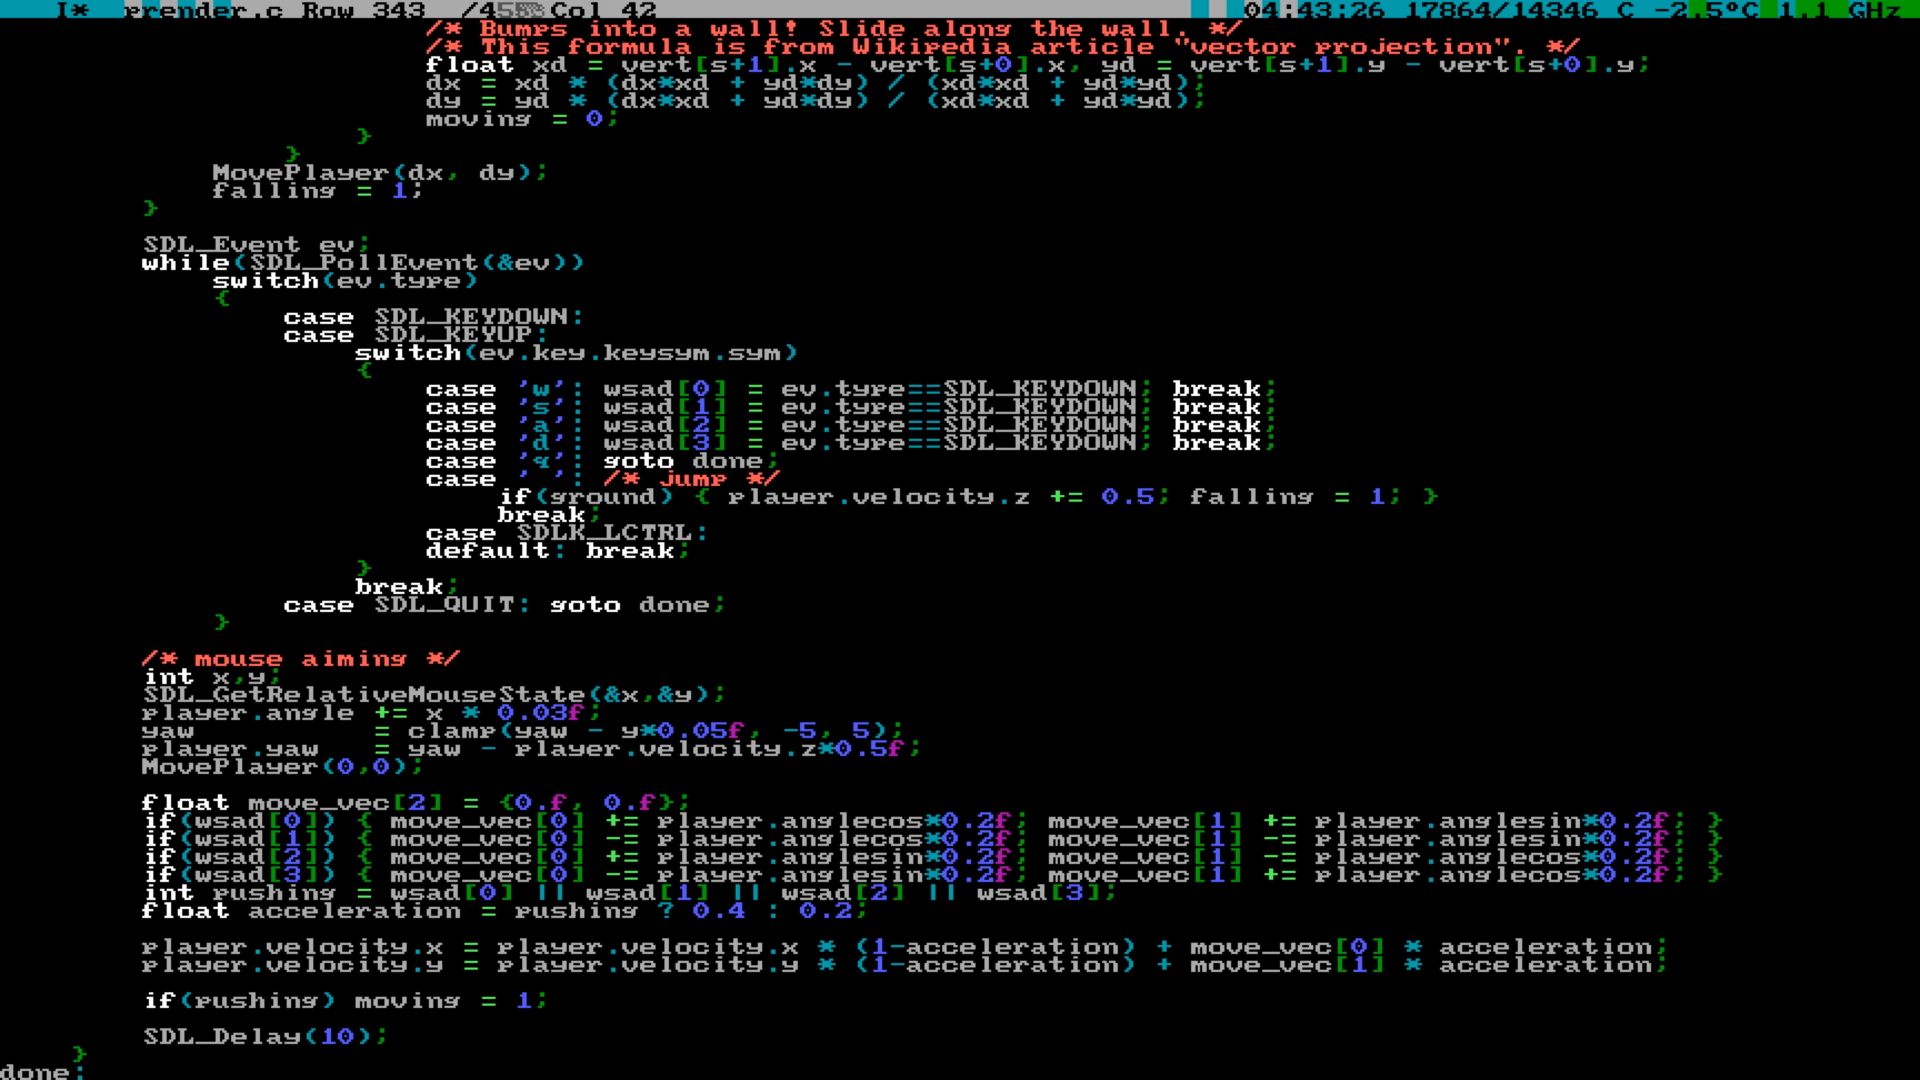 I* prender.c Row 343 /45 Col 42 04:43:26 17864/14346 C -2.5°C 1.1 GHz
/* Bumps into a wall! Slide along the wall. */
/* This formula is from Wikipedia article "vector projection". */
float xd = vert[s+1].x - vert[s+0].x, yd = vert[s+1].y - vert[s+0].y;
dx = xd * (dx*xd + yd*dy) / (xd*xd + yd*yd);
dy = yd * (dx*xd + yd*dy) / (xd*xd + yd*yd);
moving = 0;
}
}
MovePlayer(dx, dy);
falling = 1;
}
SDL_Event ev;
while(SDL_PollEvent(&ev))
switch(ev.type)
{
case SDL_KEYDOWN:
case SDL_KEYUP:
switch(ev.key.keysym.sym)
{
case 'w': wsad[0] = ev.type==SDL_KEYDOWN; break;
case 's': wsad[1] = ev.type==SDL_KEYDOWN; break;
case 'a': wsad[2] = ev.type==SDL_KEYDOWN; break;
case 'd': wsad[3] = ev.type==SDL_KEYDOWN; break;
case 'q': goto done;
case ' ': /* jump */
if(ground) { player.velocity.z += 0.5; falling = 1; }
break;
case SDLK_LCTRL:
default: break;
}
break;
case SDL_QUIT: goto done;
}
/* mouse aiming */
int x,y;
SDL_GetRelativeMouseState(&x,&y);
player.angle += x * 0.03f;
yaw = clamp(yaw - y*0.05f, -5, 5);
player.yaw = yaw - player.velocity.z*0.5f;
MovePlayer(0,0);
float move_vec[2] = {0.f, 0.f};
if(wsad[0]) { move_vec[0] += player.anglecos*0.2f; move_vec[1] += player.anglesin*0.2f; }
if(wsad[1]) { move_vec[0] -= player.anglecos*0.2f; move_vec[1] -= player.anglesin*0.2f; }
if(wsad[2]) { move_vec[0] += player.anglesin*0.2f; move_vec[1] -= player.anglecos*0.2f; }
if(wsad[3]) { move_vec[0] -= player.anglesin*0.2f; move_vec[1] += player.anglecos*0.2f; }
int pushing = wsad[0] || wsad[1] || wsad[2] || wsad[3];
float acceleration = pushing ? 0.4 : 0.2;
player.velocity.x = player.velocity.x * (1-acceleration) + move_vec[0] * acceleration;
player.velocity.y = player.velocity.y * (1-acceleration) + move_vec[1] * acceleration;
if(pushing) moving = 1;
SDL_Delay(10);
}
done: